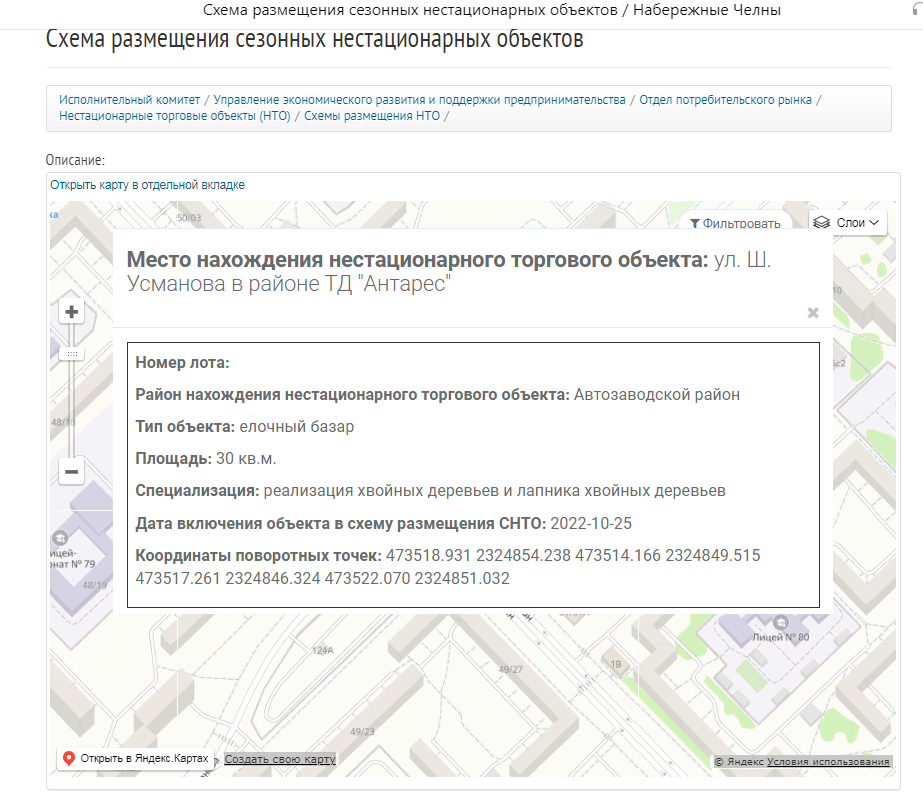 Схема размещения сезонных нестационарных объектов / Набережные Челны
Схема размещения сезонных нестационарных объектов
Исполнительный комитет / Управление экономического развития и поддержки предпринимательства / Отдел потребительского рынка /
Нестационарные торговые объекты (НТО) / Схемы размещения НТО /
Описание:
Открыть карту в отдельной вкладке
50/03
Фильтровать
Слои
Место нахождения нестационарного торгового объекта: ул. Ш.
Усманова в районе ТД "Антарес"
Номер лота:
Район нахождения нестационарного торгового объекта: Автозаводской район
Тип объекта: елочный базар
Площадь: 30 кв.м.
Специализация: реализация хвойных деревьев и лапника хвойных деревьев
Дата включения объекта в схему размещения СНТО: 2022-10-25
Координаты поворотных точек: 473518.931 2324854.238 473514.166 2324849.515
473517.261 2324846.324 473522.070 2324851.032
ицей-
нат № 79
48/19
Лицей № 80
124А
49/27
1В
49/23
Открыть в Яндекс.Картах
Создать свою карту
© Яндекс Условия использования